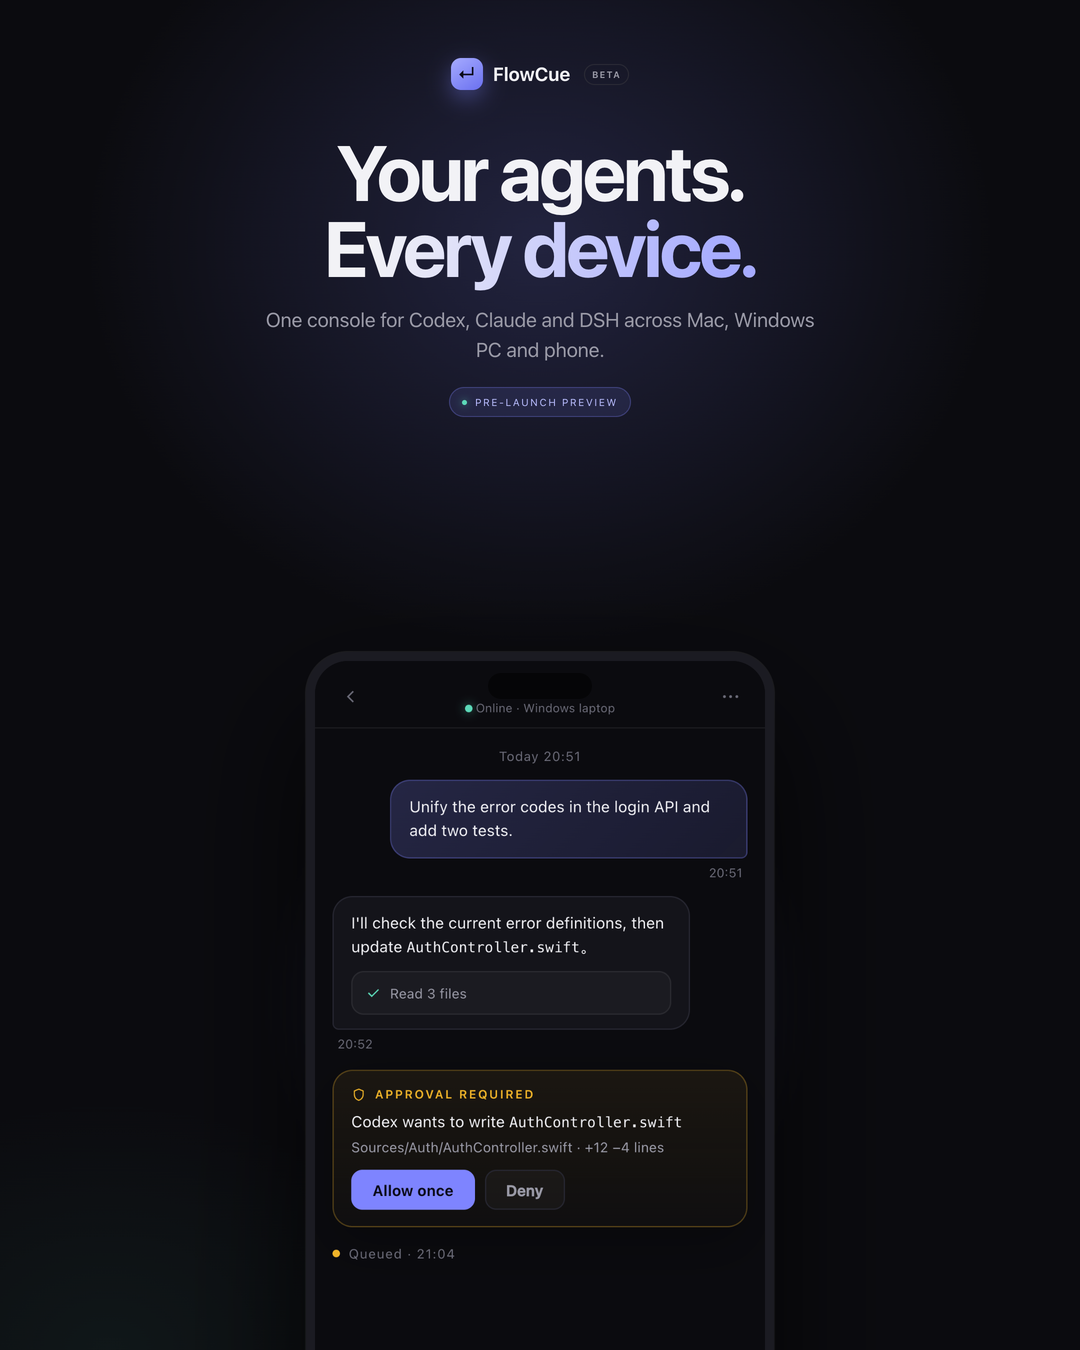 FlowCue BETA
Your agents.
Every device.
One console for Codex, Claude and DSH across Mac, Windows
PC and phone.
PRE-LAUNCH PREVIEW
Online · Windows laptop
Today 20:51
Unify the error codes in the login API and
add two tests.
20:51
I'll check the current error definitions, then
update AuthController.swift。
Read 3 files
20:52
APPROVAL REQUIRED
Codex wants to write AuthController.swift
Sources/Auth/AuthController.swift · +12 −4 lines
Allow once Deny
Queued · 21:04